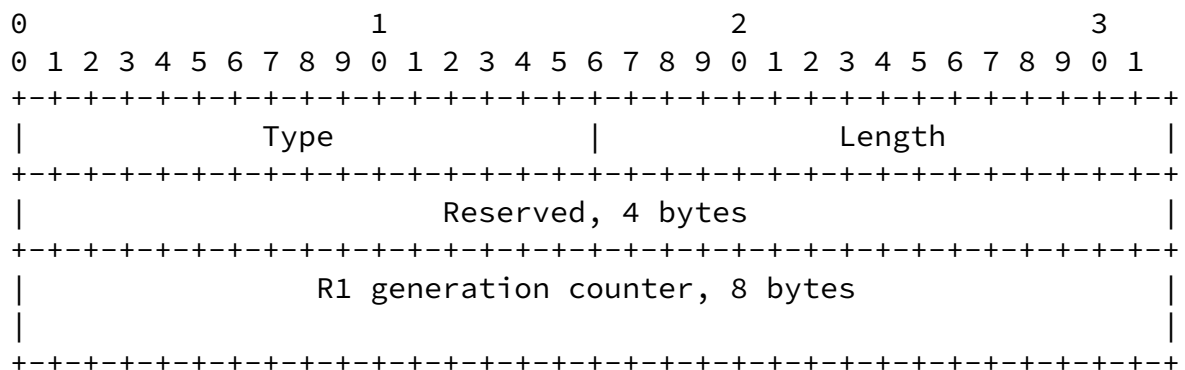 0                   1                   2                   3
0 1 2 3 4 5 6 7 8 9 0 1 2 3 4 5 6 7 8 9 0 1 2 3 4 5 6 7 8 9 0 1
+-+-+-+-+-+-+-+-+-+-+-+-+-+-+-+-+-+-+-+-+-+-+-+-+-+-+-+-+-+-+-+-+
|             Type              |             Length            |
+-+-+-+-+-+-+-+-+-+-+-+-+-+-+-+-+-+-+-+-+-+-+-+-+-+-+-+-+-+-+-+-+
|                       Reserved, 4 bytes                       |
+-+-+-+-+-+-+-+-+-+-+-+-+-+-+-+-+-+-+-+-+-+-+-+-+-+-+-+-+-+-+-+-+
|                R1 generation counter, 8 bytes                 |
|                                                               |
+-+-+-+-+-+-+-+-+-+-+-+-+-+-+-+-+-+-+-+-+-+-+-+-+-+-+-+-+-+-+-+-+